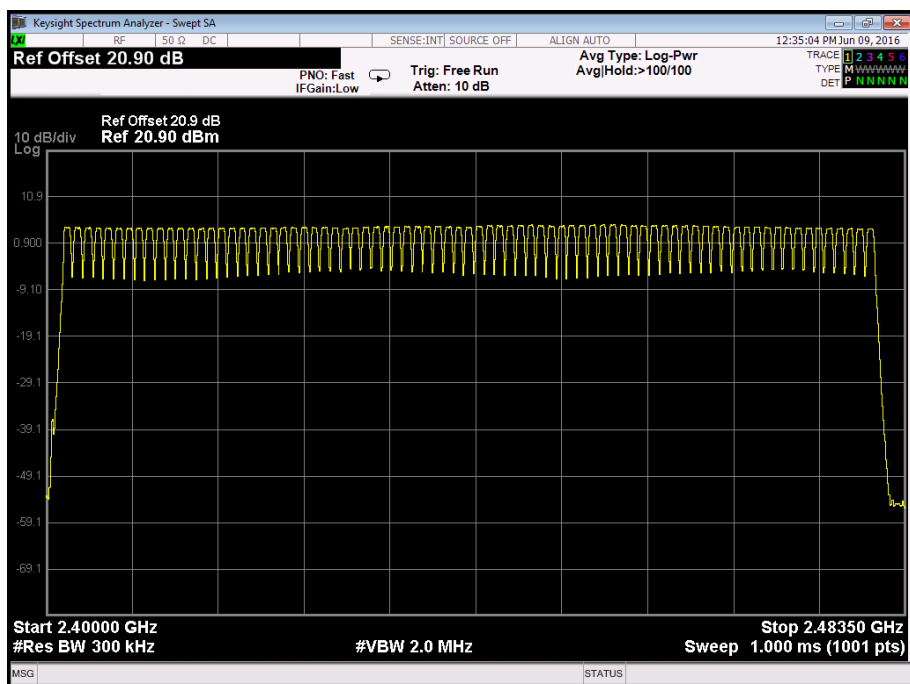 Keysight Spectrum Analyzer - Swept SA
LXI RF 50 Ω DC SENSE:INT SOURCE OFF ALIGN AUTO 12:35:04 PM Jun 09, 2016
Ref Offset 20.90 dB
PNO: Fast
IFGain:Low
Trig: Free Run
Atten: 10 dB
Avg Type: Log-Pwr
Avg|Hold:>100/100
TRACE 1 2 3 4 5 6
TYPE M WWWWW
DET P N N N N N
10 dB/div
Log
Ref Offset 20.9 dB
Ref 20.90 dBm
10.9
0.900
-9.10
-19.1
-29.1
-39.1
-49.1
-59.1
-69.1
Start 2.40000 GHz
Stop 2.48350 GHz
#Res BW 300 kHz
#VBW 2.0 MHz
Sweep 1.000 ms (1001 pts)
MSG
STATUS